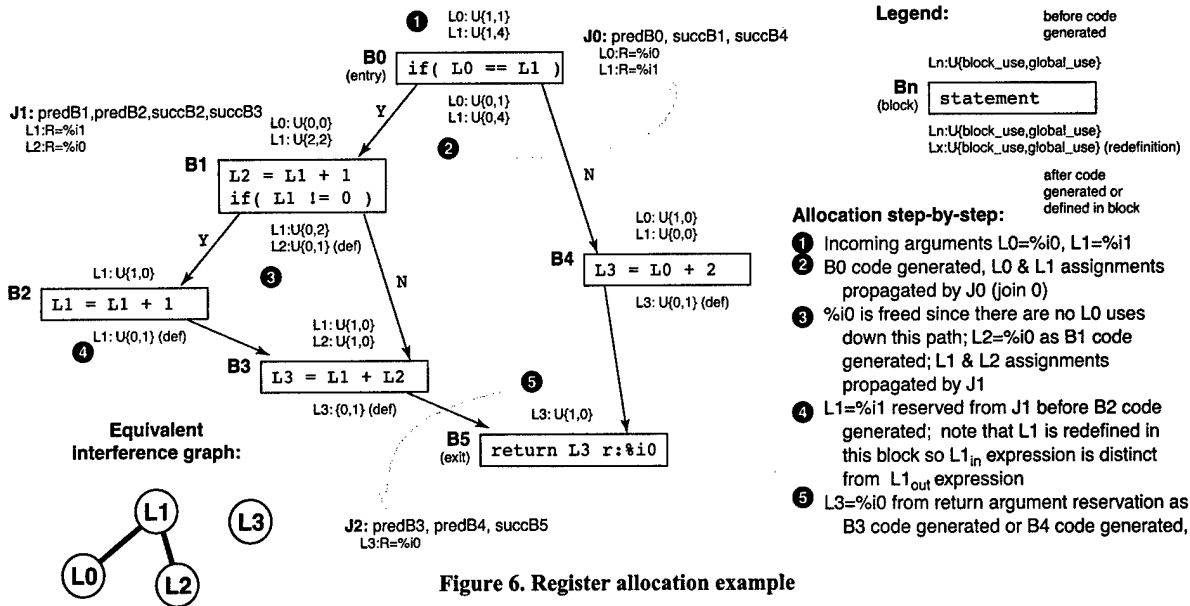 1 L0: U{1,1}
L1: U{1,4}
J0: predB0, succB1, succB4
L0:R=%i0
L1:R=%i1
B0
(entry)
if( L0 == L1 )
L0: U{0,1}
L1: U{0,4}
2
Y
N
J1: predB1,predB2,succB2,succB3
L1:R=%i1
L2:R=%i0
L0: U{0,0}
L1: U{2,2}
B1
L2 = L1 + 1
if( L1 != 0 )
L1:U{0,2}
L2:U{0,1} (def)
3
Y
N
L0: U{1,0}
L1: U{0,0}
B4
L3 = L0 + 2
L3: U{0,1} (def)
L1: U{1,0}
B2
L1 = L1 + 1
L1: U{0,1} (def)
4
L1: U{1,0}
L2: U{1,0}
B3
L3 = L1 + L2
L3: {0,1} (def)
5
L3: U{1,0}
B5
(exit)
return L3 r:%i0
J2: predB3, predB4, succB5
L3:R=%i0
Equivalent
interference graph:
L1
L3
L0
L2
Legend:
before code
generated
Ln:U{block_use,global_use}
Bn
(block)
statement
Ln:U{block_use,global_use}
Lx:U{block_use,global_use} (redefinition)
after code
generated or
defined in block
Allocation step-by-step:
1 Incoming arguments L0=%i0, L1=%i1
2 B0 code generated, L0 & L1 assignments
propagated by J0 (join 0)
3 %i0 is freed since there are no L0 uses
down this path; L2=%i0 as B1 code
generated; L1 & L2 assignments
propagated by J1
4 L1=%i1 reserved from J1 before B2 code
generated; note that L1 is redefined in
this block so L1in expression is distinct
from L1out expression
5 L3=%i0 from return argument reservation as
B3 code generated or B4 code generated,
Figure 6. Register allocation example